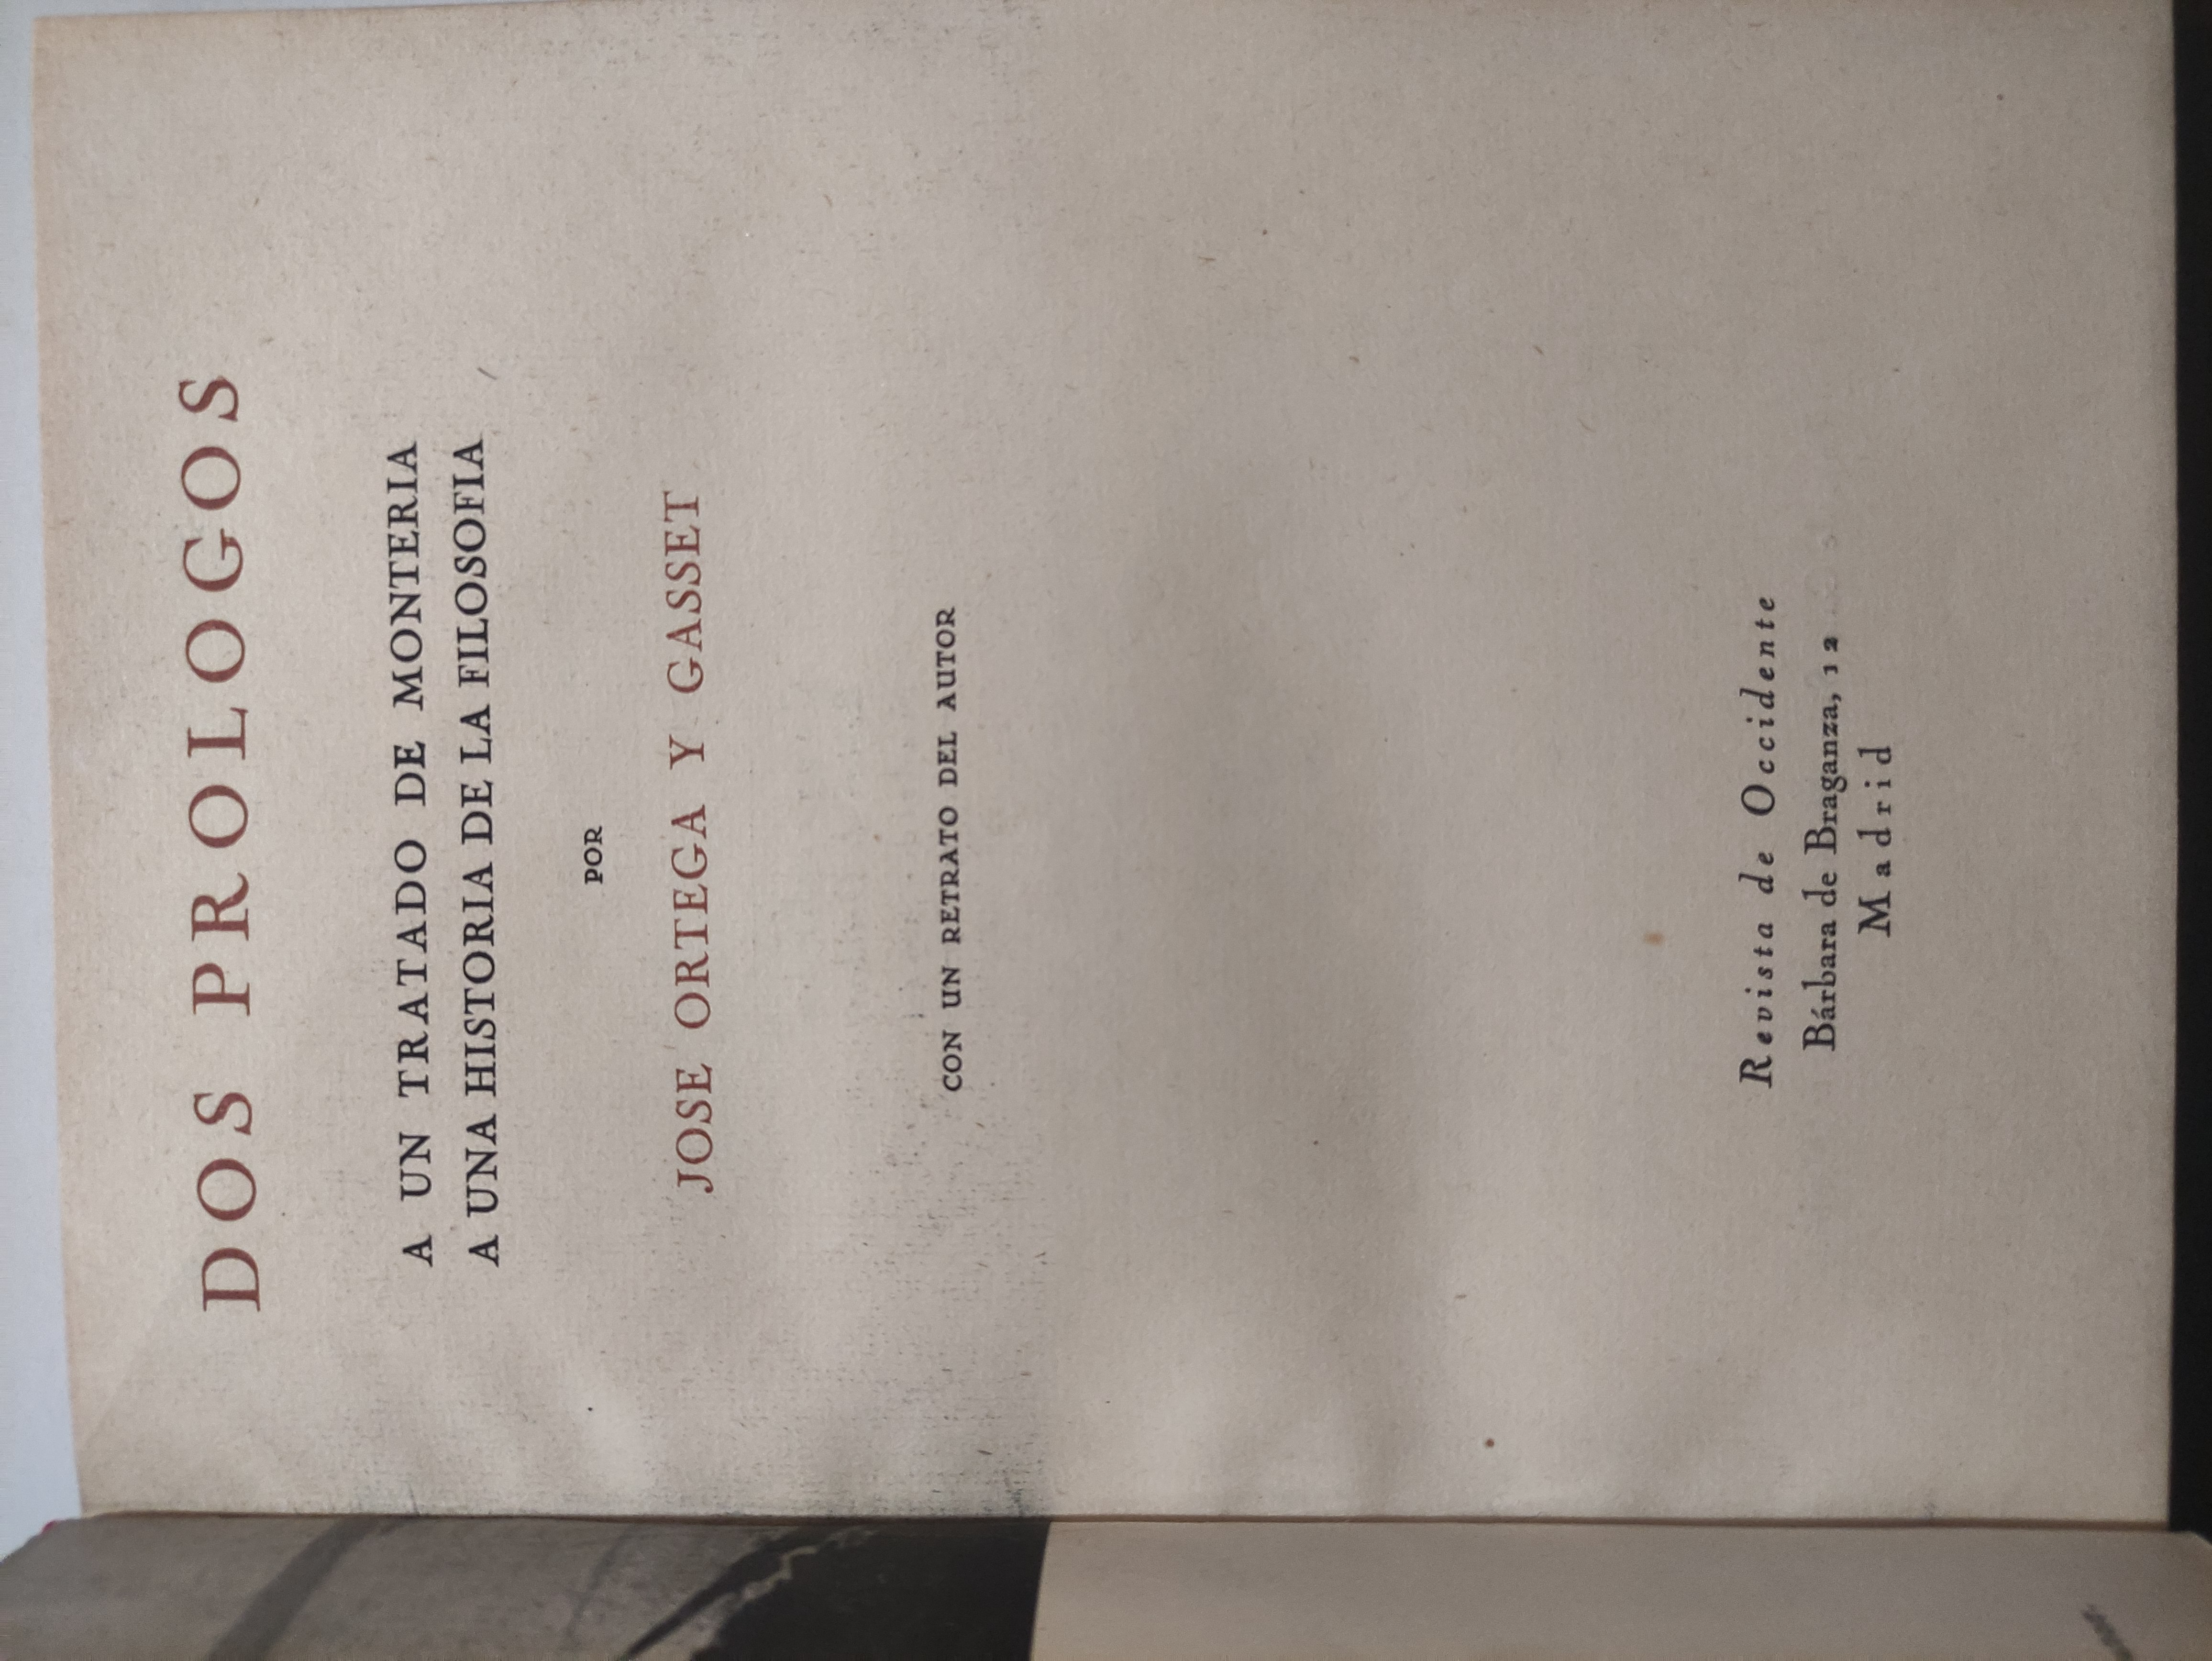 DOS PROLOGOS
A UN TRATADO DE MONTERIA
A UNA HISTORIA DE LA FILOSOFIA
POR
JOSE ORTEGA Y GASSET
CON UN RETRATO DEL AUTOR
Revista de Occidente
Bárbara de Braganza, 12
Madrid